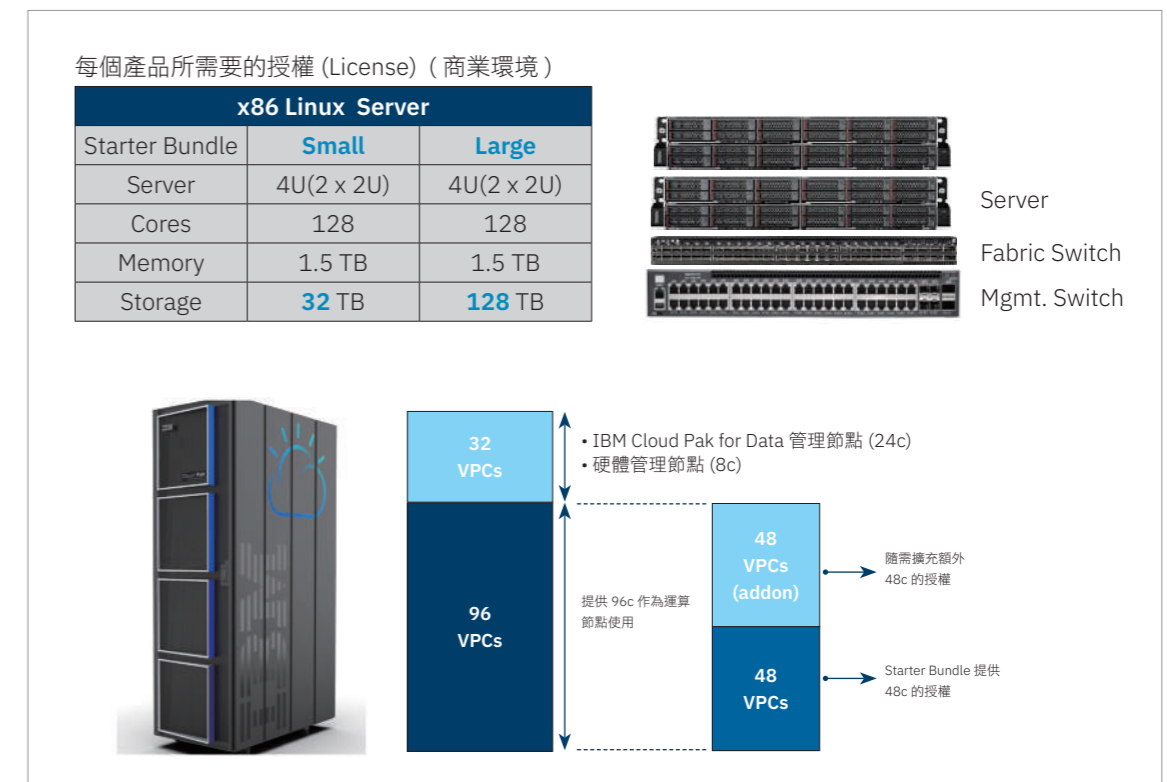 每個產品所需要的授權 (License) ( 商業環境 )
x86 Linux Server
Starter Bundle Small Large
Server 4U(2 x 2U) 4U(2 x 2U)
Cores 128 128
Memory 1.5 TB 1.5 TB
Storage 32 TB 128 TB
Server
Fabric Switch
Mgmt. Switch
32
VPCs
• IBM Cloud Pak for Data 管理節點 (24c)
• 硬體管理節點 (8c)
96
VPCs
提供 96c 作為運算
節點使用
48
VPCs
(addon)
隨需擴充額外
48c 的授權
48
VPCs
Starter Bundle 提供
48c 的授權